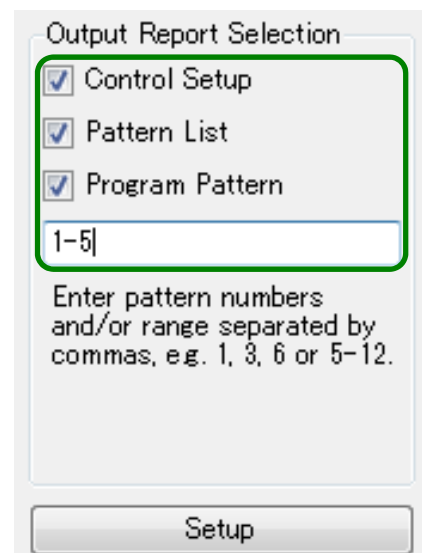 Output Report Selection
Control Setup
Pattern List
Program Pattern
1-5
Enter pattern numbers
and/or range separated by
commas, e.g. 1, 3, 6 or 5-12.
Setup